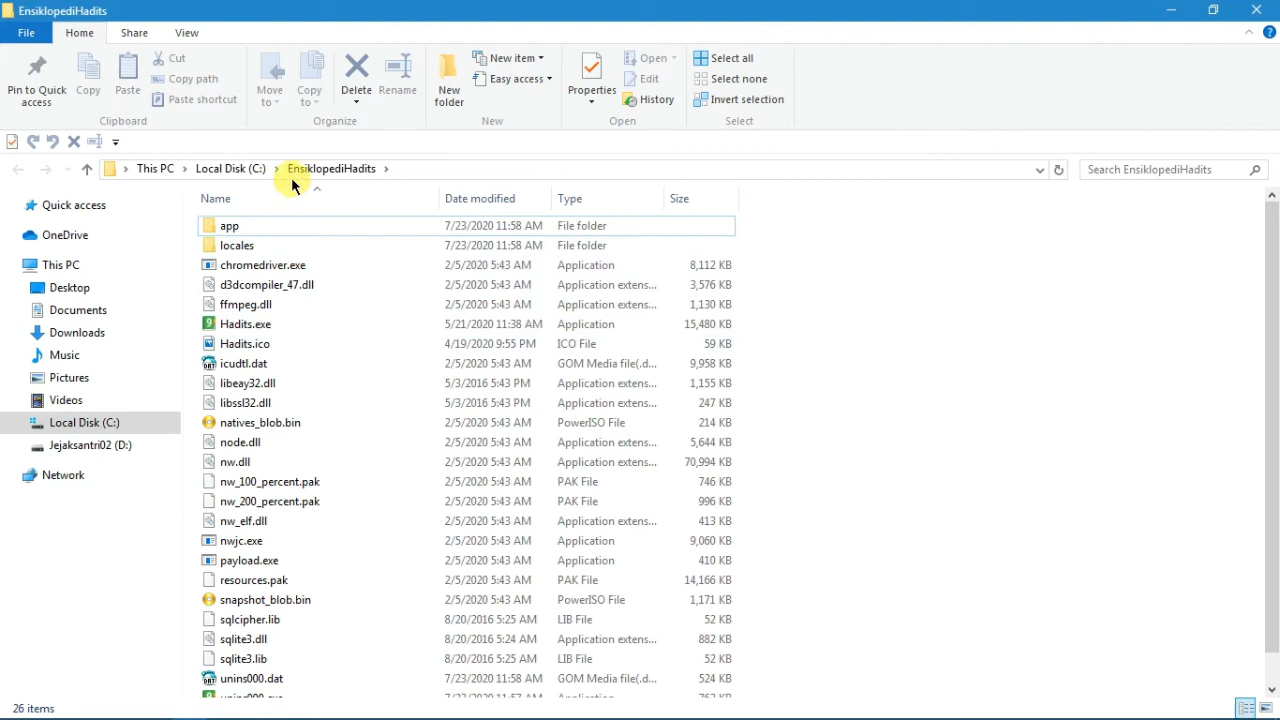 EnsiklopediHadits
File Home Share View
Pin to Quick access
Copy
Paste
Cut
Copy path
Paste shortcut
Clipboard
Move to
Copy to
Delete
Rename
Organize
New folder
New item
Easy access
New
Properties
Open
Edit
History
Open
Select all
Select none
Invert selection
Select
This PC Local Disk (C:) EnsiklopediHadits
Search EnsiklopediHadits
Quick access
OneDrive
This PC
Desktop
Documents
Downloads
Music
Pictures
Videos
Local Disk (C:)
Jejaksantri02 (D:)
Network
Name Date modified Type Size
app 7/23/2020 11:58 AM File folder
locales 7/23/2020 11:58 AM File folder
chromedriver.exe 2/5/2020 5:43 AM Application 8,112 KB
d3dcompiler_47.dll 2/5/2020 5:43 AM Application extens... 3,576 KB
ffmpeg.dll 2/5/2020 5:43 AM Application extens... 1,130 KB
Hadits.exe 5/21/2020 11:38 AM Application 15,480 KB
Hadits.ico 4/19/2020 9:55 PM ICO File 59 KB
icudtl.dat 2/5/2020 5:43 AM GOM Media file(.d... 9,958 KB
libeay32.dll 5/3/2016 5:43 PM Application extens... 1,155 KB
libssl32.dll 5/3/2016 5:43 PM Application extens... 247 KB
natives_blob.bin 2/5/2020 5:43 AM PowerISO File 214 KB
node.dll 2/5/2020 5:43 AM Application extens... 5,644 KB
nw.dll 2/5/2020 5:43 AM Application extens... 70,994 KB
nw_100_percent.pak 2/5/2020 5:43 AM PAK File 746 KB
nw_200_percent.pak 2/5/2020 5:43 AM PAK File 996 KB
nw_elf.dll 2/5/2020 5:43 AM Application extens... 413 KB
nwjc.exe 2/5/2020 5:43 AM Application 9,060 KB
payload.exe 2/5/2020 5:43 AM Application 410 KB
resources.pak 2/5/2020 5:43 AM PAK File 14,166 KB
snapshot_blob.bin 2/5/2020 5:43 AM PowerISO File 1,171 KB
sqlcipher.lib 8/20/2016 5:25 AM LIB File 52 KB
sqlite3.dll 8/20/2016 5:24 AM Application extens... 882 KB
sqlite3.lib 8/20/2016 5:25 AM LIB File 52 KB
unins000.dat 7/23/2020 11:58 AM GOM Media file(.d... 524 KB
26 items